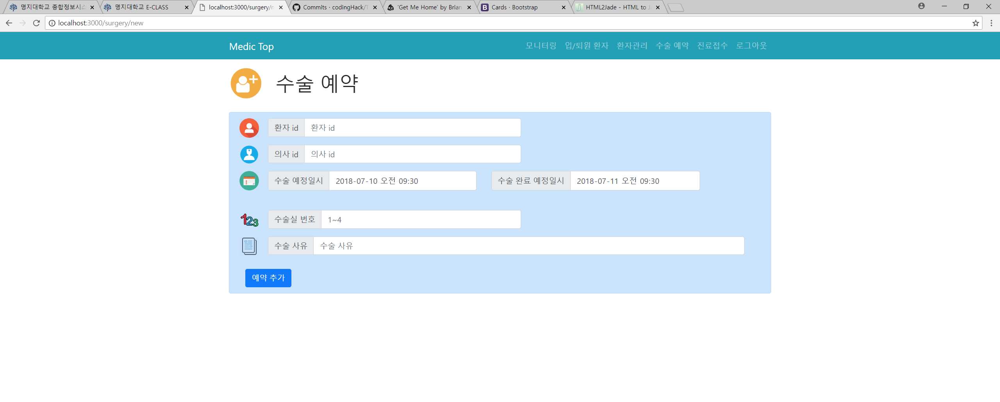 명지대학교 종합정보시스
명지대학교 E-CLASS
localhost:3000/surgery/n
Commits · codingHack/T
'Get Me Home' by Brian
Cards · Bootstrap
HTML2Jade - HTML to J
localhost:3000/surgery/new
Medic Top
모니터링 입/퇴원 환자 환자관리 수술 예약 진료접수 로그아웃
수술 예약
환자 id 환자 id
의사 id 의사 id
수술 예정일시 2018-07-10 오전 09:30 수술 완료 예정일시 2018-07-11 오전 09:30
123
수술실 번호 1~4
수술 사유 수술 사유
예약 추가